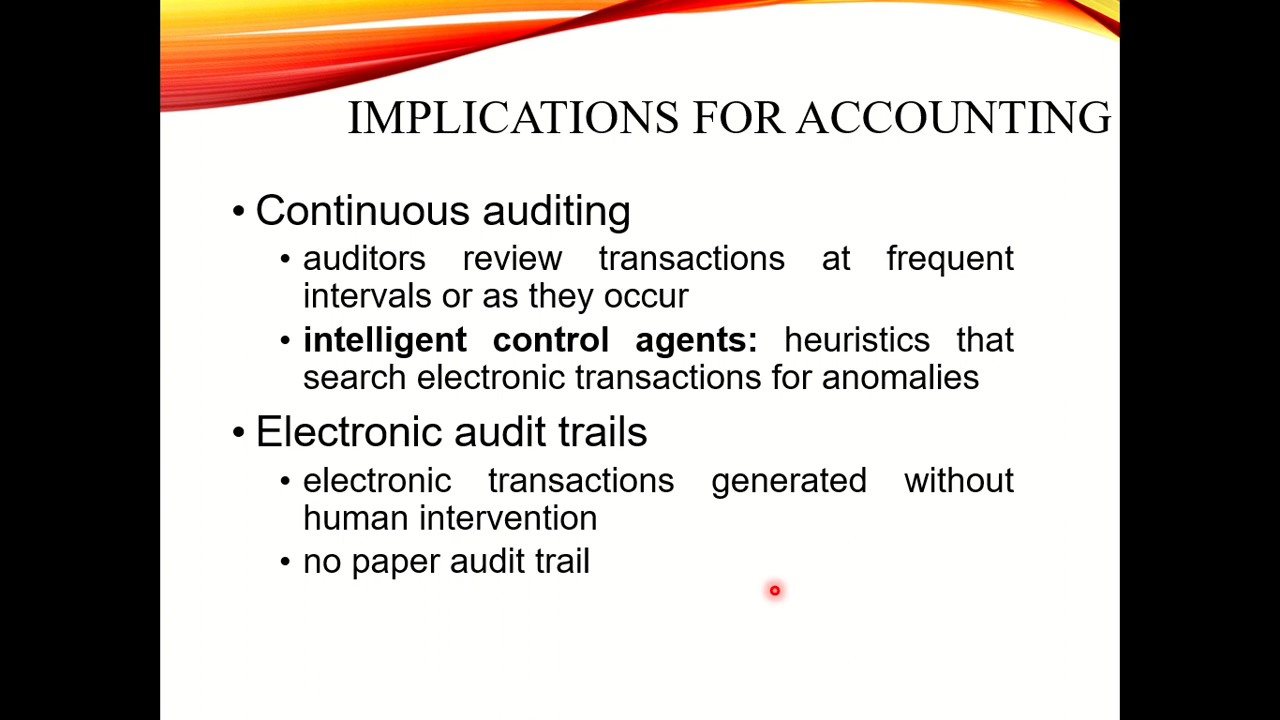 IMPLICATIONS FOR ACCOUNTING
• Continuous auditing
• auditors review transactions at frequent
intervals or as they occur
• intelligent control agents: heuristics that
search electronic transactions for anomalies
• Electronic audit trails
• electronic transactions generated without
human intervention
• no paper audit trail